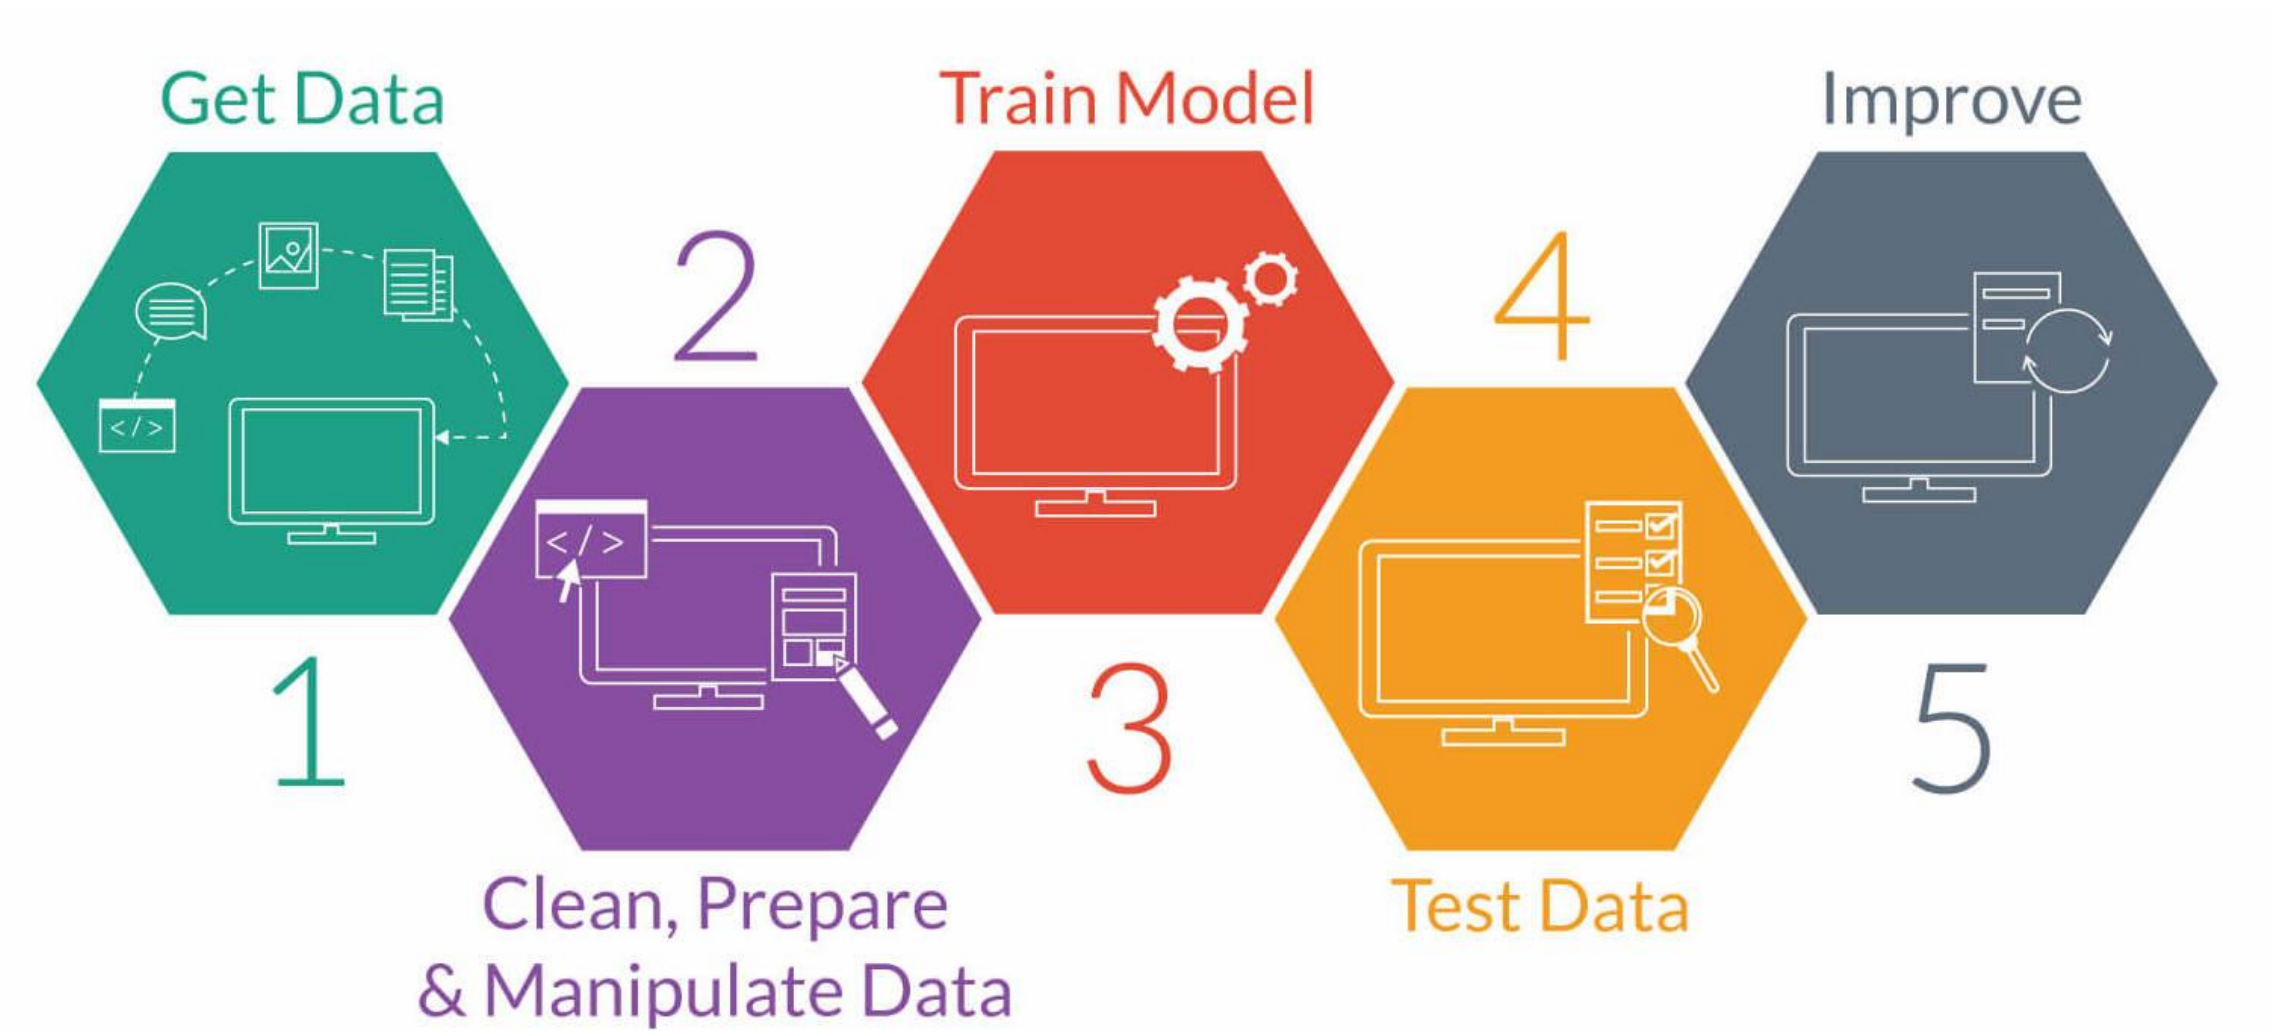 Get Data
</>
1
2
</>
Clean, Prepare
& Manipulate Data
Train Model
3
4
Test Data
Improve
5